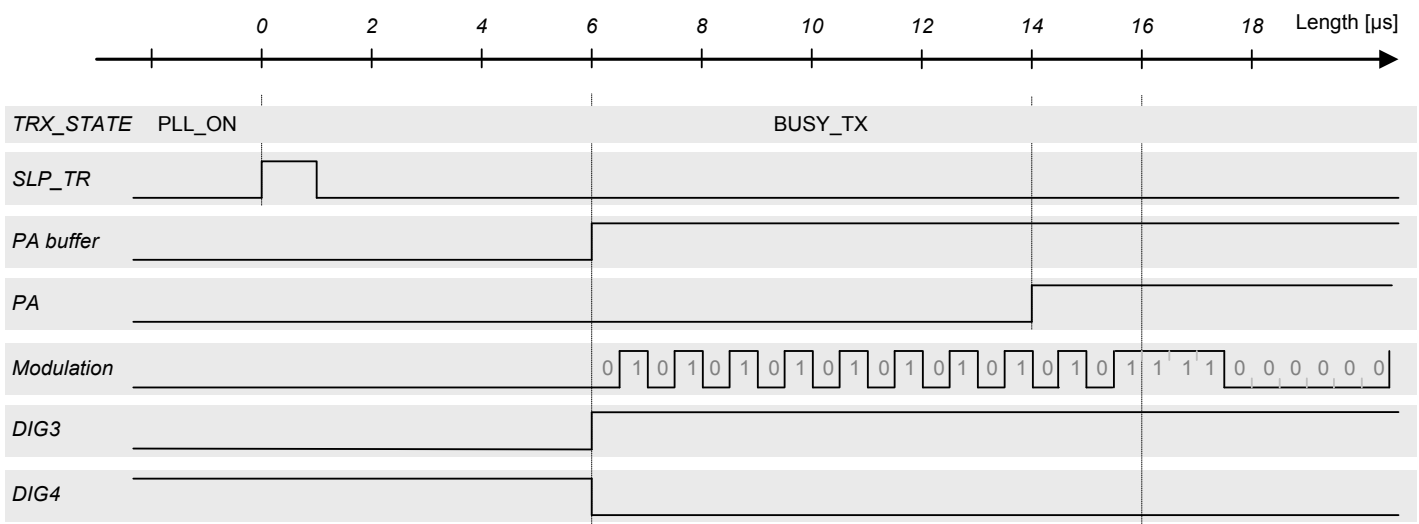 0 2 4 6 8 10 12 14 16 18 Length [µs]
TRX_STATE PLL_ON BUSY_TX
SLP_TR
PA buffer
PA
Modulation 0 1 0 1 0 1 0 1 0 1 0 1 0 1 0 1 0 1 0 1 1 1 1 0 0 0 0 0 0
DIG3
DIG4